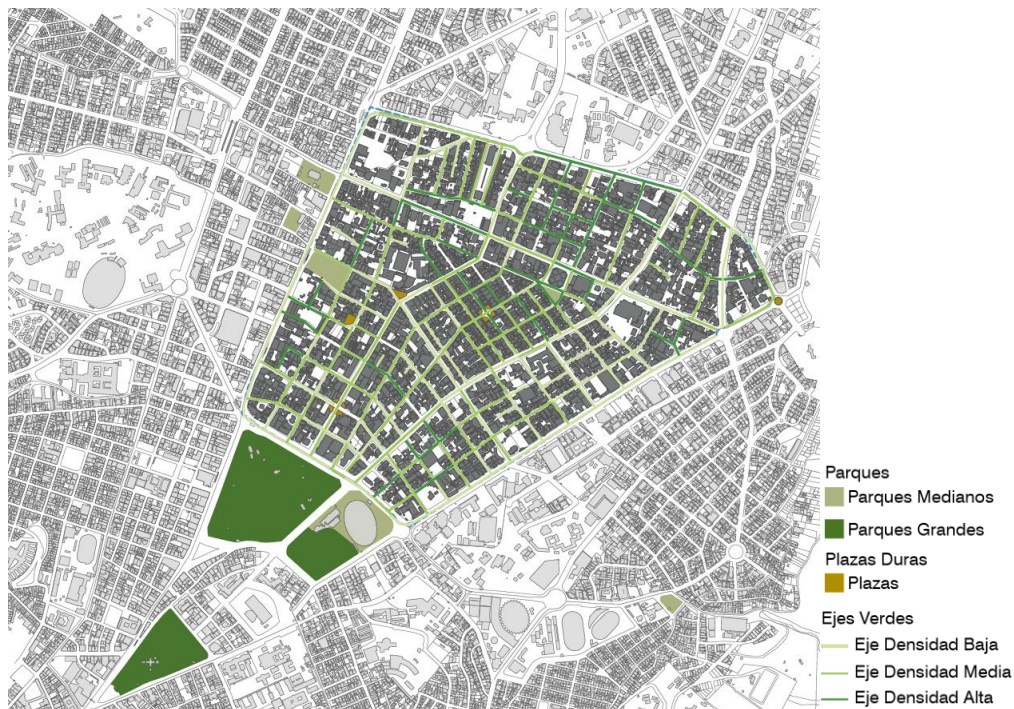 Parques
Parques Medianos
Parques Grandes
Plazas Duras
Plazas
Ejes Verdes
Eje Densidad Baja
Eje Densidad Media
Eje Densidad Alta